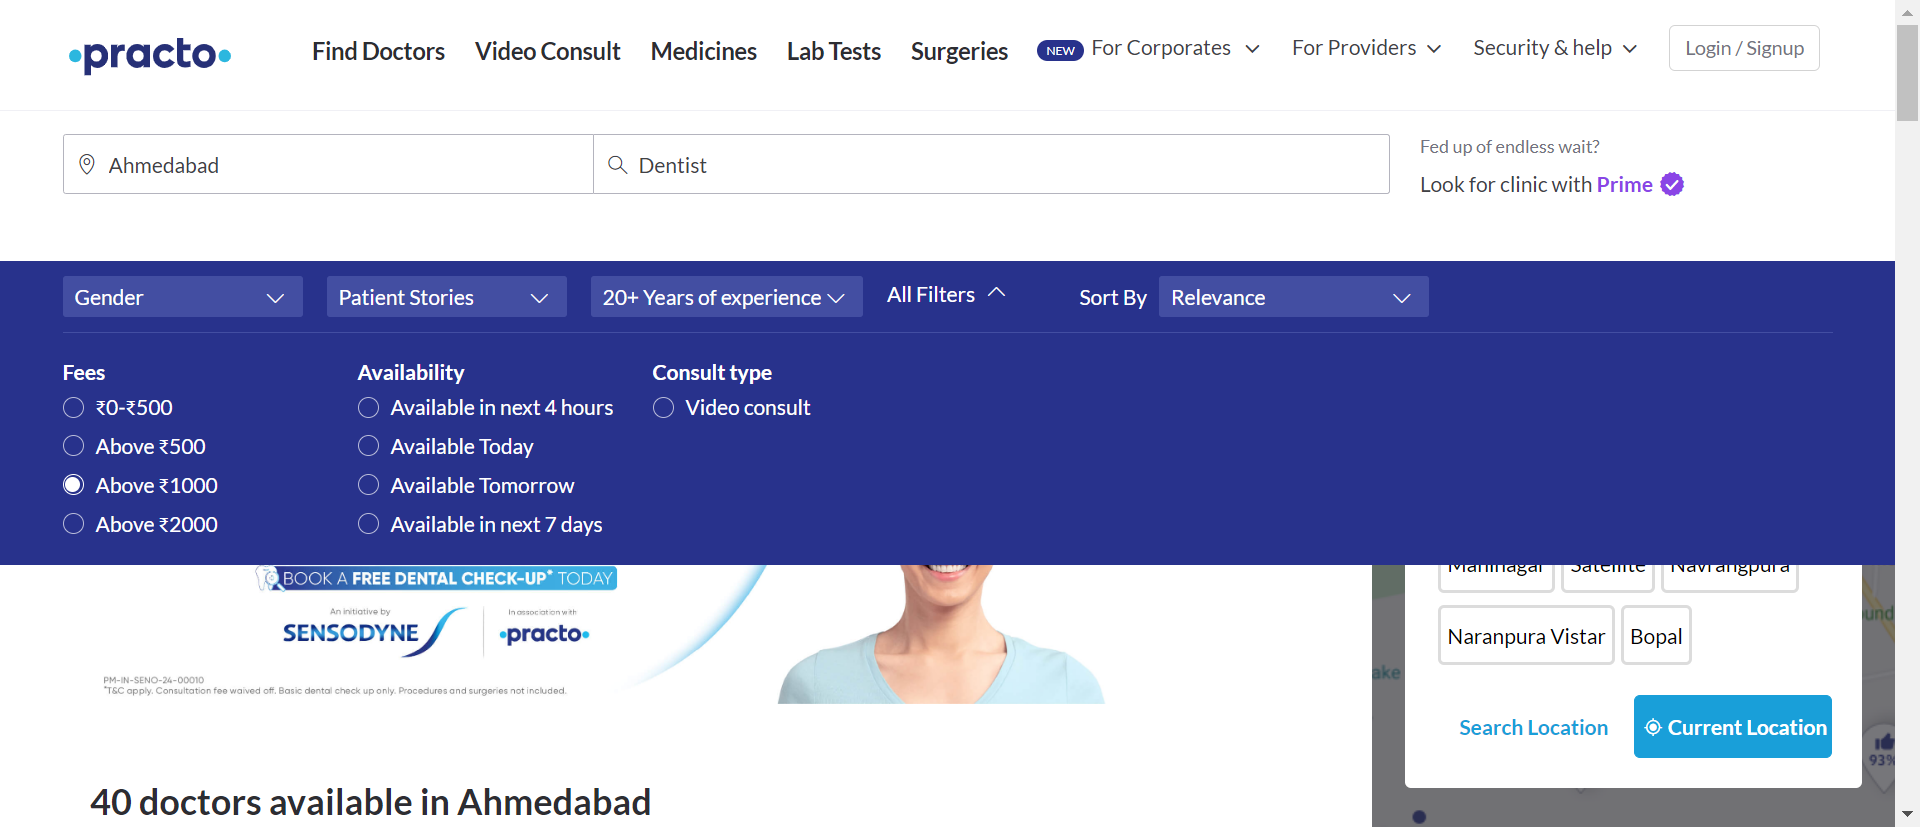 practo
Find Doctors
Video Consult
Medicines
Lab Tests
Surgeries
NEW
For Corporates
For Providers
Security & help
Login / Signup
Ahmedabad
Dentist
Fed up of endless wait?
Look for clinic with Prime
Gender
Patient Stories
20+ Years of experience
All Filters
Sort By
Relevance
Fees
₹0-₹500
Above ₹500
Above ₹1000
Above ₹2000
Availability
Available in next 4 hours
Available Today
Available Tomorrow
Available in next 7 days
Consult type
Video consult
BOOK A FREE DENTAL CHECK-UP* TODAY
An initiative by
SENSODYNE
In association with
practo
PM-IN-SENO-24-00010
*T&C apply. Consultation fee waived off. Basic dental check up only. Procedures and surgeries not included.
Maninagar
Satellite
Navrangpura
Naranpura Vistar
Bopal
Search Location
Current Location
93%
40 doctors available in Ahmedabad